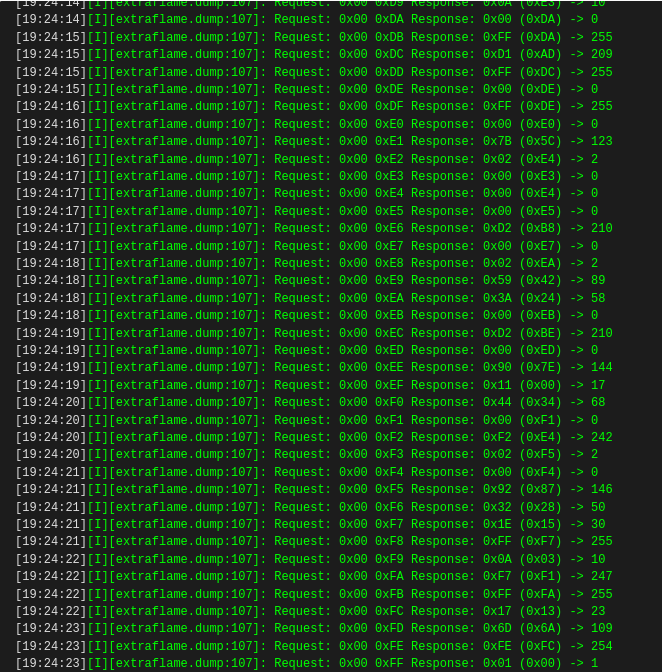 [19:24:14][I][extraflame.dump:107]: Request: 0x00 0xD9 Response: 0x0A (0xE3) -> 10
[19:24:14][I][extraflame.dump:107]: Request: 0x00 0xDA Response: 0x00 (0xDA) -> 0
[19:24:15][I][extraflame.dump:107]: Request: 0x00 0xDB Response: 0xFF (0xDA) -> 255
[19:24:15][I][extraflame.dump:107]: Request: 0x00 0xDC Response: 0xD1 (0xAD) -> 209
[19:24:15][I][extraflame.dump:107]: Request: 0x00 0xDD Response: 0xFF (0xDC) -> 255
[19:24:15][I][extraflame.dump:107]: Request: 0x00 0xDE Response: 0x00 (0xDE) -> 0
[19:24:16][I][extraflame.dump:107]: Request: 0x00 0xDF Response: 0xFF (0xDE) -> 255
[19:24:16][I][extraflame.dump:107]: Request: 0x00 0xE0 Response: 0x00 (0xE0) -> 0
[19:24:16][I][extraflame.dump:107]: Request: 0x00 0xE1 Response: 0x7B (0x5C) -> 123
[19:24:16][I][extraflame.dump:107]: Request: 0x00 0xE2 Response: 0x02 (0xE4) -> 2
[19:24:17][I][extraflame.dump:107]: Request: 0x00 0xE3 Response: 0x00 (0xE3) -> 0
[19:24:17][I][extraflame.dump:107]: Request: 0x00 0xE4 Response: 0x00 (0xE4) -> 0
[19:24:17][I][extraflame.dump:107]: Request: 0x00 0xE5 Response: 0x00 (0xE5) -> 0
[19:24:17][I][extraflame.dump:107]: Request: 0x00 0xE6 Response: 0xD2 (0xB8) -> 210
[19:24:17][I][extraflame.dump:107]: Request: 0x00 0xE7 Response: 0x00 (0xE7) -> 0
[19:24:18][I][extraflame.dump:107]: Request: 0x00 0xE8 Response: 0x02 (0xEA) -> 2
[19:24:18][I][extraflame.dump:107]: Request: 0x00 0xE9 Response: 0x59 (0x42) -> 89
[19:24:18][I][extraflame.dump:107]: Request: 0x00 0xEA Response: 0x3A (0x24) -> 58
[19:24:18][I][extraflame.dump:107]: Request: 0x00 0xEB Response: 0x00 (0xEB) -> 0
[19:24:19][I][extraflame.dump:107]: Request: 0x00 0xEC Response: 0xD2 (0xBE) -> 210
[19:24:19][I][extraflame.dump:107]: Request: 0x00 0xED Response: 0x00 (0xED) -> 0
[19:24:19][I][extraflame.dump:107]: Request: 0x00 0xEE Response: 0x90 (0x7E) -> 144
[19:24:19][I][extraflame.dump:107]: Request: 0x00 0xEF Response: 0x11 (0x00) -> 17
[19:24:20][I][extraflame.dump:107]: Request: 0x00 0xF0 Response: 0x44 (0x34) -> 68
[19:24:20][I][extraflame.dump:107]: Request: 0x00 0xF1 Response: 0x00 (0xF1) -> 0
[19:24:20][I][extraflame.dump:107]: Request: 0x00 0xF2 Response: 0xF2 (0xE4) -> 242
[19:24:20][I][extraflame.dump:107]: Request: 0x00 0xF3 Response: 0x02 (0xF5) -> 2
[19:24:21][I][extraflame.dump:107]: Request: 0x00 0xF4 Response: 0x00 (0xF4) -> 0
[19:24:21][I][extraflame.dump:107]: Request: 0x00 0xF5 Response: 0x92 (0x87) -> 146
[19:24:21][I][extraflame.dump:107]: Request: 0x00 0xF6 Response: 0x32 (0x28) -> 50
[19:24:21][I][extraflame.dump:107]: Request: 0x00 0xF7 Response: 0x1E (0x15) -> 30
[19:24:21][I][extraflame.dump:107]: Request: 0x00 0xF8 Response: 0xFF (0xF7) -> 255
[19:24:22][I][extraflame.dump:107]: Request: 0x00 0xF9 Response: 0x0A (0x03) -> 10
[19:24:22][I][extraflame.dump:107]: Request: 0x00 0xFA Response: 0xF7 (0xF1) -> 247
[19:24:22][I][extraflame.dump:107]: Request: 0x00 0xFB Response: 0xFF (0xFA) -> 255
[19:24:22][I][extraflame.dump:107]: Request: 0x00 0xFC Response: 0x17 (0x13) -> 23
[19:24:23][I][extraflame.dump:107]: Request: 0x00 0xFD Response: 0x6D (0x6A) -> 109
[19:24:23][I][extraflame.dump:107]: Request: 0x00 0xFE Response: 0xFE (0xFC) -> 254
[19:24:23][I][extraflame.dump:107]: Request: 0x00 0xFF Response: 0x01 (0x00) -> 1